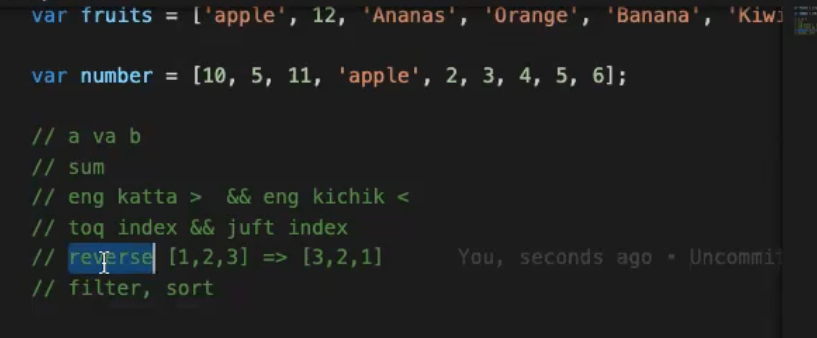 var fruits = ['apple', 12, 'Ananas', 'Orange', 'Banana', 'Kiwi
var number = [10, 5, 11, 'apple', 2, 3, 4, 5, 6];
// a va b
// sum
// eng katta >  && eng kichik <
// toq index && juft index
// reverse [1,2,3] => [3,2,1] You, seconds ago • Uncommit
// filter, sort